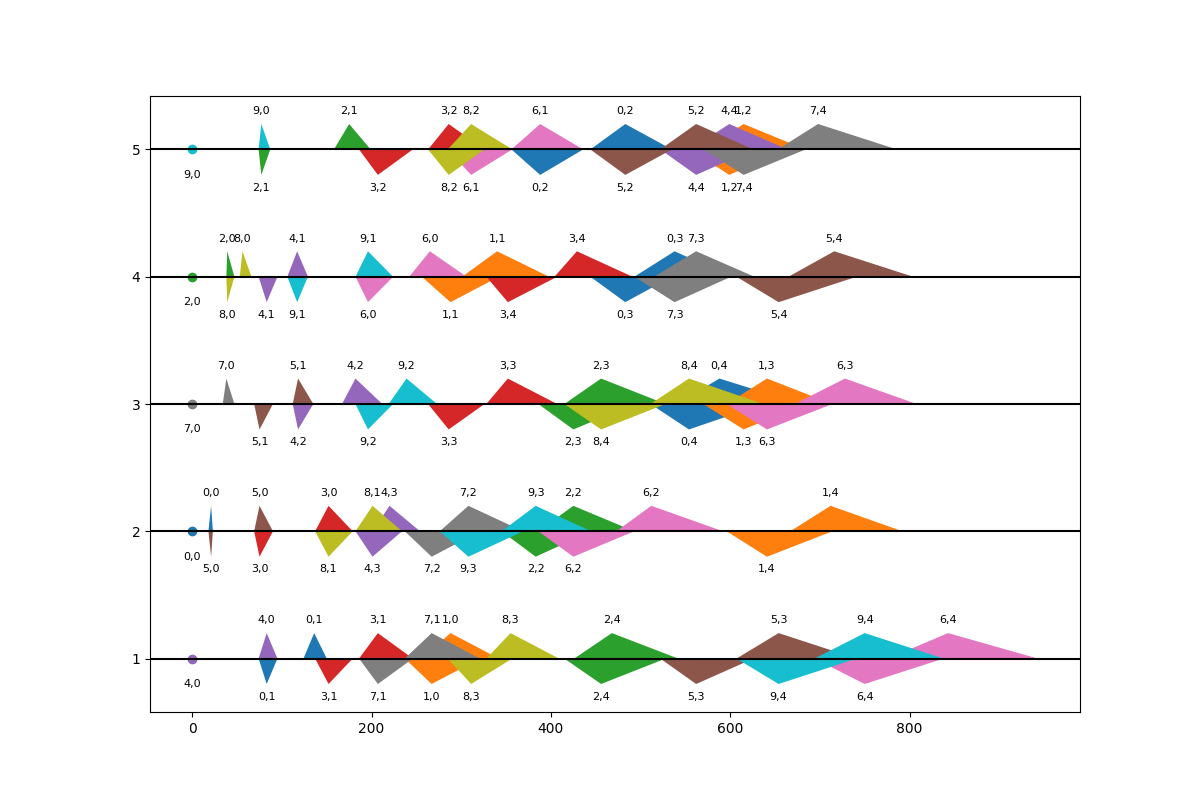 9,0 2,1 3,2 8,2 6,1 0,2 5,2 4,4 1,2 7,4
5
9,0 2,1 3,2 8,2 6,1 0,2 5,2 4,4 1,2 7,4
2,0 8,0 4,1 9,1 6,0 1,1 3,4 0,3 7,3 5,4
4
2,0 8,0 4,1 9,1 6,0 1,1 3,4 0,3 7,3 5,4
7,0 5,1 4,2 9,2 3,3 2,3 8,4 0,4 1,3 6,3
3
7,0 5,1 4,2 9,2 3,3 2,3 8,4 0,4 1,3 6,3
0,0 5,0 3,0 8,1 4,3 7,2 9,3 2,2 6,2 1,4
2
0,0 5,0 3,0 8,1 4,3 7,2 9,3 2,2 6,2 1,4
4,0 0,1 3,1 7,1 1,0 8,3 2,4 5,3 9,4 6,4
1
4,0 0,1 3,1 7,1 1,0 8,3 2,4 5,3 9,4 6,4
0 200 400 600 800